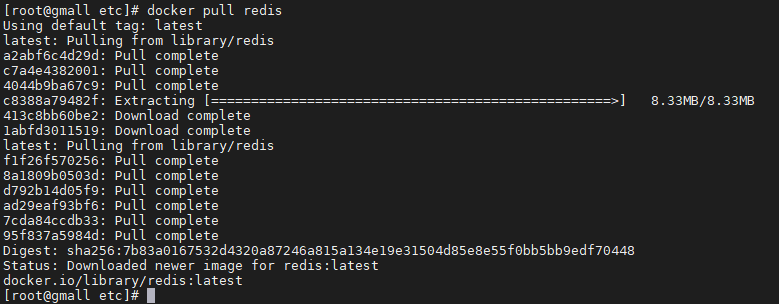 [root@gmall etc]# docker pull redis
Using default tag: latest
latest: Pulling from library/redis
a2abf6c4d29d: Pull complete
c7a4e4382001: Pull complete
4044b9ba67c9: Pull complete
c8388a79482f: Extracting [==================================================>]   8.33MB/8.33MB
413c8bb60be2: Download complete
1abfd3011519: Download complete
latest: Pulling from library/redis
f1f26f570256: Pull complete
8a1809b0503d: Pull complete
d792b14d05f9: Pull complete
ad29eaf93bf6: Pull complete
7cda84ccdb33: Pull complete
95f837a5984d: Pull complete
Digest: sha256:7b83a0167532d4320a87246a815a134e19e31504d85e8e55f0bb5bb9edf70448
Status: Downloaded newer image for redis:latest
docker.io/library/redis:latest
[root@gmall etc]#